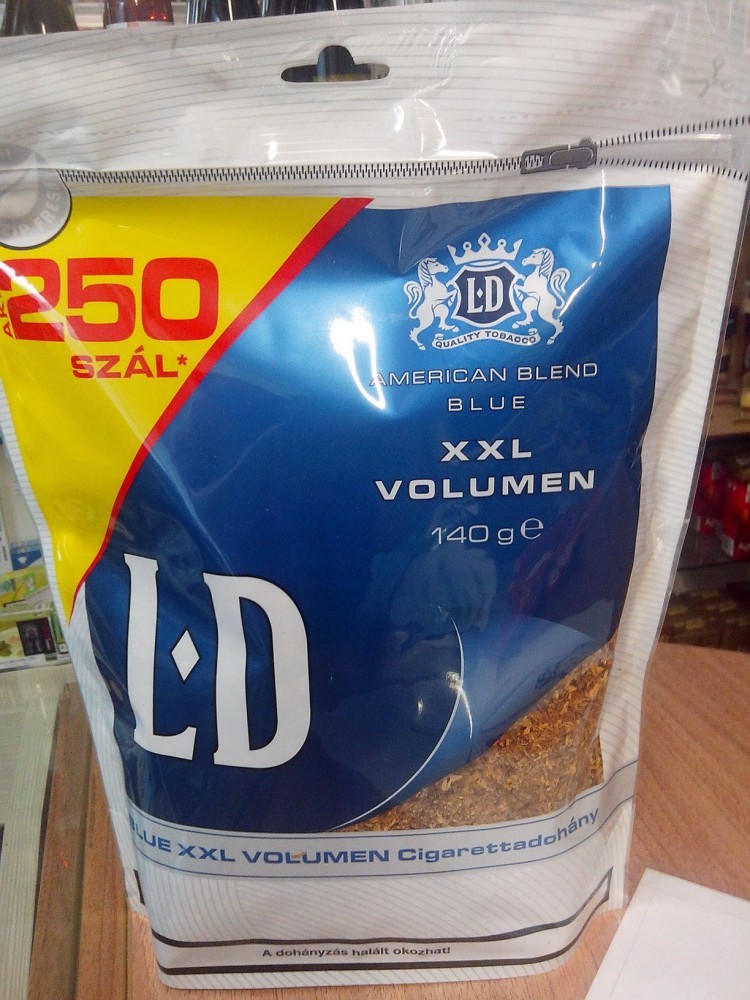 250
SZÁL*
L·D
QUALITY TOBACCO
AMERICAN BLEND
BLUE
XXL
VOLUMEN
140 g e
L·D
BLUE XXL VOLUMEN Cigarettadohány
A dohányzás halált okozhat!